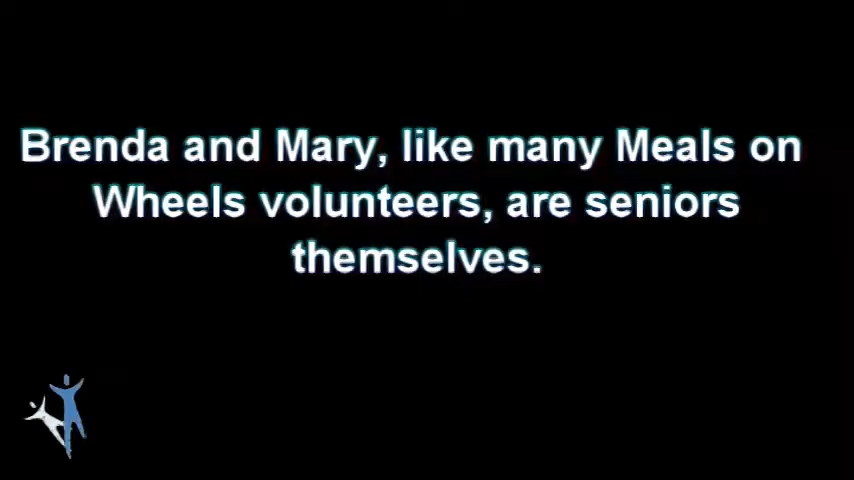 Brenda and Mary, like many Meals on
Wheels volunteers, are seniors
themselves.